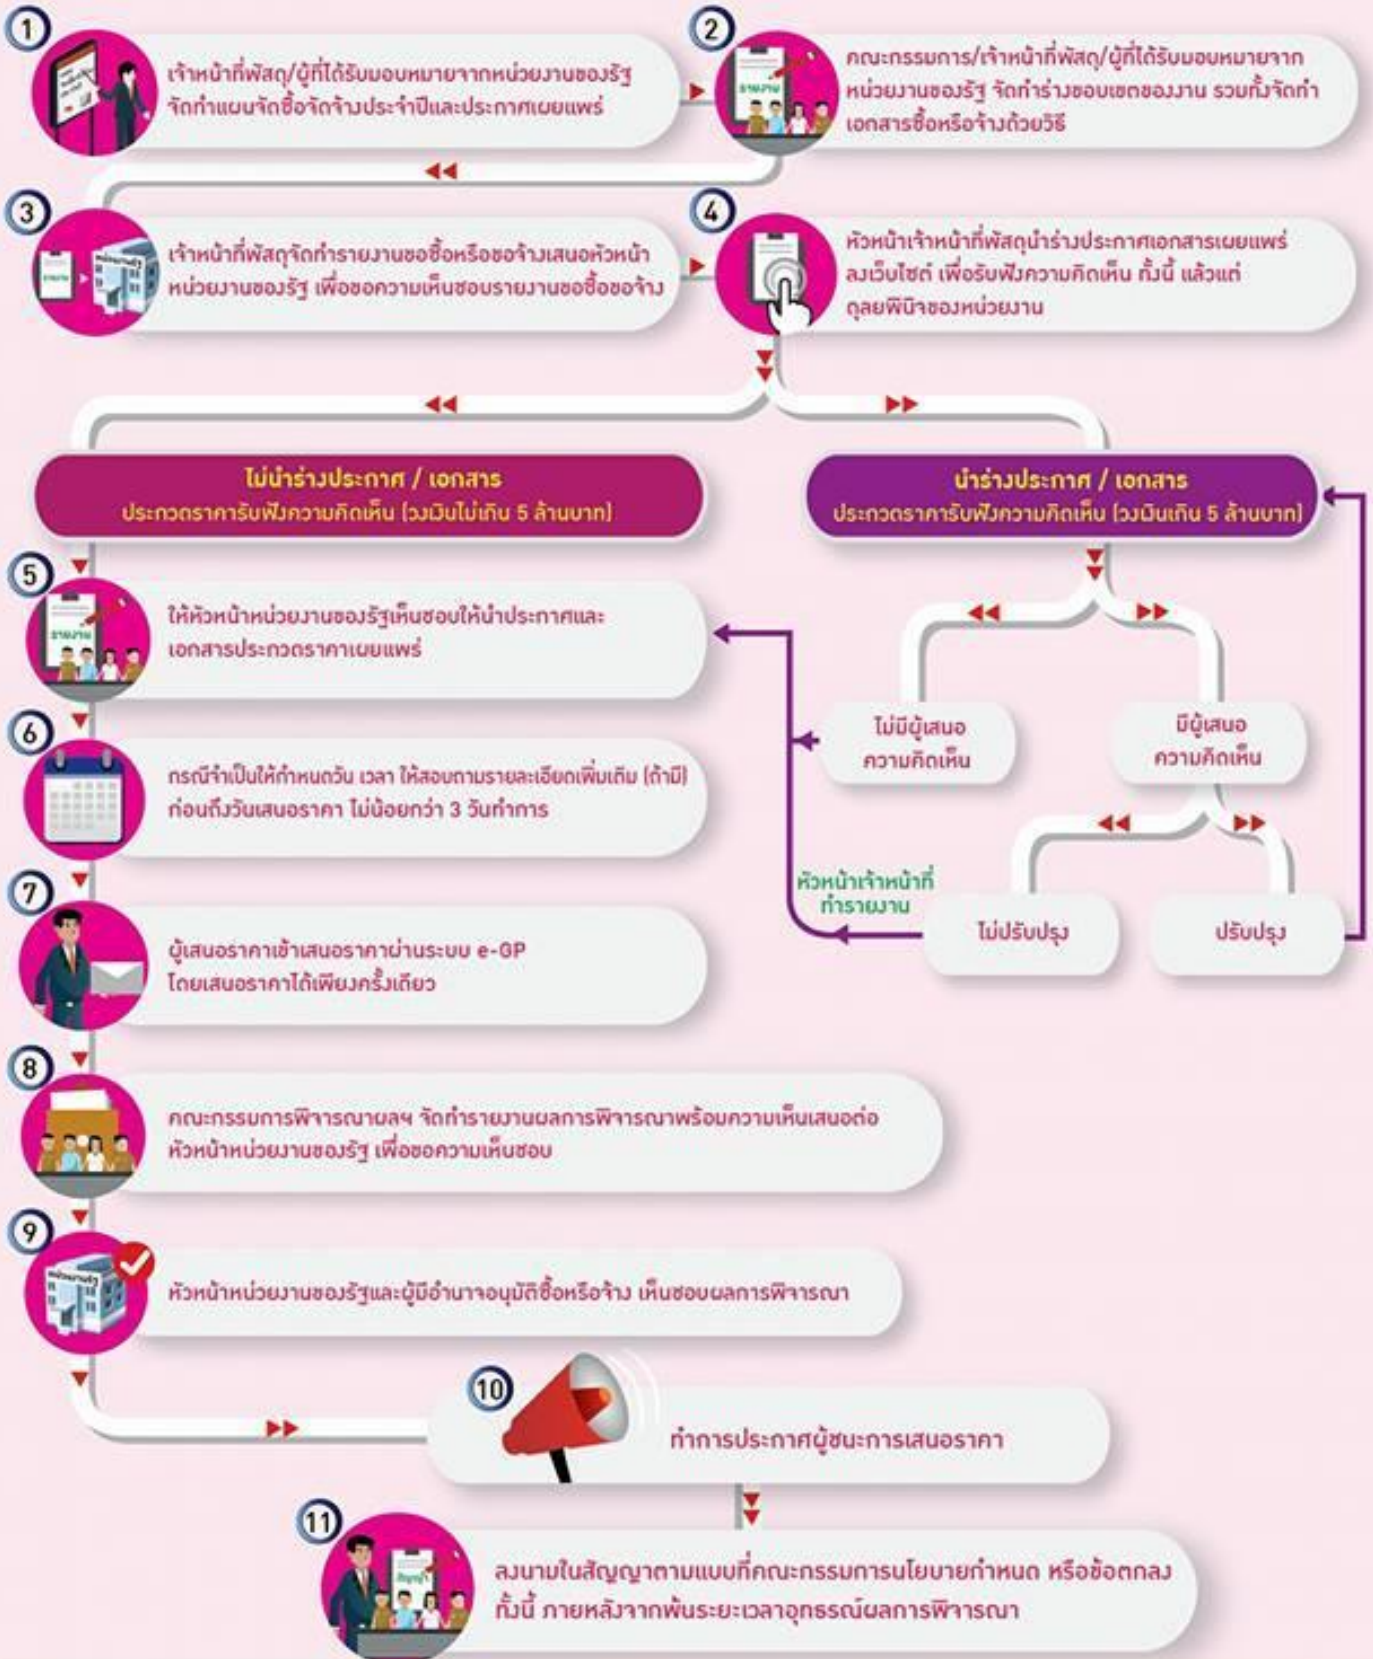 1
เจ้าหน้าที่พัสดุ/ผู้ที่ได้รับมอบหมายจากหน่วยงานของรัฐ
จัดทำแผนจัดซื้อจัดจ้างประจำปีและประกาศเผยแพร่
2
รายงาน
คณะกรรมการ/เจ้าหน้าที่พัสดุ/ผู้ที่ได้รับมอบหมายจาก
หน่วยงานของรัฐ จัดทำร่างขอบเขตของงาน รวมทั้งจัดทำ
เอกสารซื้อหรือจ้างด้วยวิธี
3
รายงาน
หน่วยงานรัฐ
เจ้าหน้าที่พัสดุจัดทำรายงานขอซื้อหรือขอจ้างเสนอหัวหน้า
หน่วยงานของรัฐ เพื่อขอความเห็นชอบรายงานขอซื้อขอจ้าง
4
หัวหน้าเจ้าหน้าที่พัสดุนำร่างประกาศเอกสารเผยแพร่
ลงเว็บไซต์ เพื่อรับฟังความคิดเห็น ทั้งนี้ แล้วแต่
ดุลยพินิจของหน่วยงาน
ไม่นำร่างประกาศ / เอกสาร
ประกวดราคารับฟังความคิดเห็น (วงเงินไม่เกิน 5 ล้านบาท)
นำร่างประกาศ / เอกสาร
ประกวดราคารับฟังความคิดเห็น (วงเงินเกิน 5 ล้านบาท)
5
รายงาน
ให้หัวหน้าหน่วยงานของรัฐเห็นชอบให้นำประกาศและ
เอกสารประกวดราคาเผยแพร่
ไม่มีผู้เสนอ
ความคิดเห็น
มีผู้เสนอ
ความคิดเห็น
6
กรณีจำเป็นให้กำหนดวัน เวลา ให้สอบถามรายละเอียดเพิ่มเติม (ถ้ามี)
ก่อนถึงวันเสนอราคา ไม่น้อยกว่า 3 วันทำการ
หัวหน้าเจ้าหน้าที่
ทำรายงาน
ไม่ปรับปรุง
ปรับปรุง
7
ผู้เสนอราคาเข้าเสนอราคาผ่านระบบ e-GP
โดยเสนอราคาได้เพียงครั้งเดียว
8
คณะกรรมการพิจารณาผลฯ จัดทำรายงานผลการพิจารณาพร้อมความเห็นเสนอต่อ
หัวหน้าหน่วยงานของรัฐ เพื่อขอความเห็นชอบ
9
หน่วยงานรัฐ
หัวหน้าหน่วยงานของรัฐและผู้มีอำนาจอนุมัติซื้อหรือจ้าง เห็นชอบผลการพิจารณา
10
ทำการประกาศผู้ชนะการเสนอราคา
11
สัญญา
ลงนามในสัญญาตามแบบที่คณะกรรมการนโยบายกำหนด หรือข้อตกลง
ทั้งนี้ ภายหลังจากพ้นระยะเวลาอุทธรณ์ผลการพิจารณา